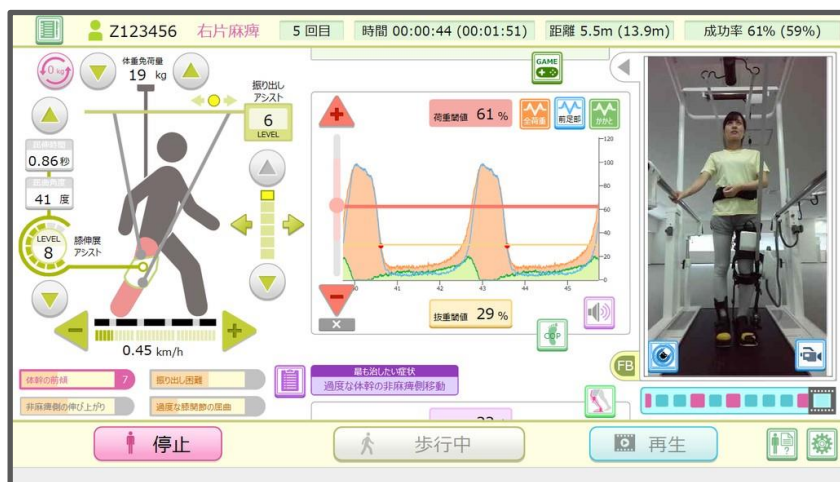 Z123456
右片麻痺
5 回目
時間 00:00:44 (00:01:51)
距離 5.5m (13.9m)
成功率 61% (59%)
0 kg
体重免荷量
19 kg
振り出し
アシスト
6
LEVEL
0.86秒
41 度
LEVEL
8
膝伸展
アシスト
0.45 km/h
GAME
荷重閾値 61 %
全荷重
前足部
かかと
120
100
80
60
40
20
0
40
41
42
43
44
45
抜重閾値 29 %
COP
FB
体幹の前傾 7
振り出し困難
非麻痺側の伸び上がり
過度な膝関節の屈曲
最も治したい症状
過度な体幹の非麻痺側移動
停止
歩行中
再生